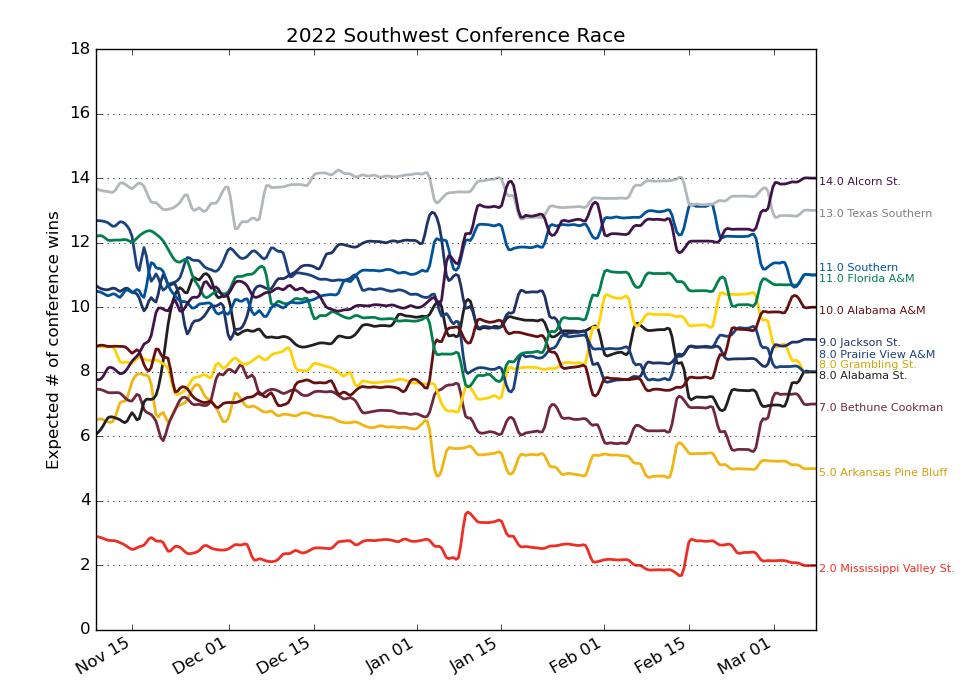 2022 Southwest Conference Race
Expected # of conference wins
18
16
14
12
10
8
6
4
2
0
14.0 Alcorn St.
13.0 Texas Southern
11.0 Southern
11.0 Florida A&M
10.0 Alabama A&M
9.0 Jackson St.
8.0 Prairie View A&M
8.0 Grambling St.
8.0 Alabama St.
7.0 Bethune Cookman
5.0 Arkansas Pine Bluff
2.0 Mississippi Valley St.
Nov 15 Dec 01 Dec 15 Jan 01 Jan 15 Feb 01 Feb 15 Mar 01